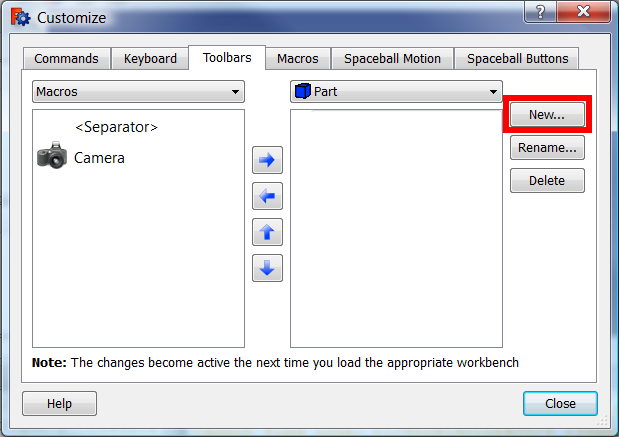 Customize
Commands Keyboard Toolbars Macros Spaceball Motion Spaceball Buttons
Macros Part
New...
<Separator>
Camera
Rename...
Delete
Note: The changes become active the next time you load the appropriate workbench
Help Close